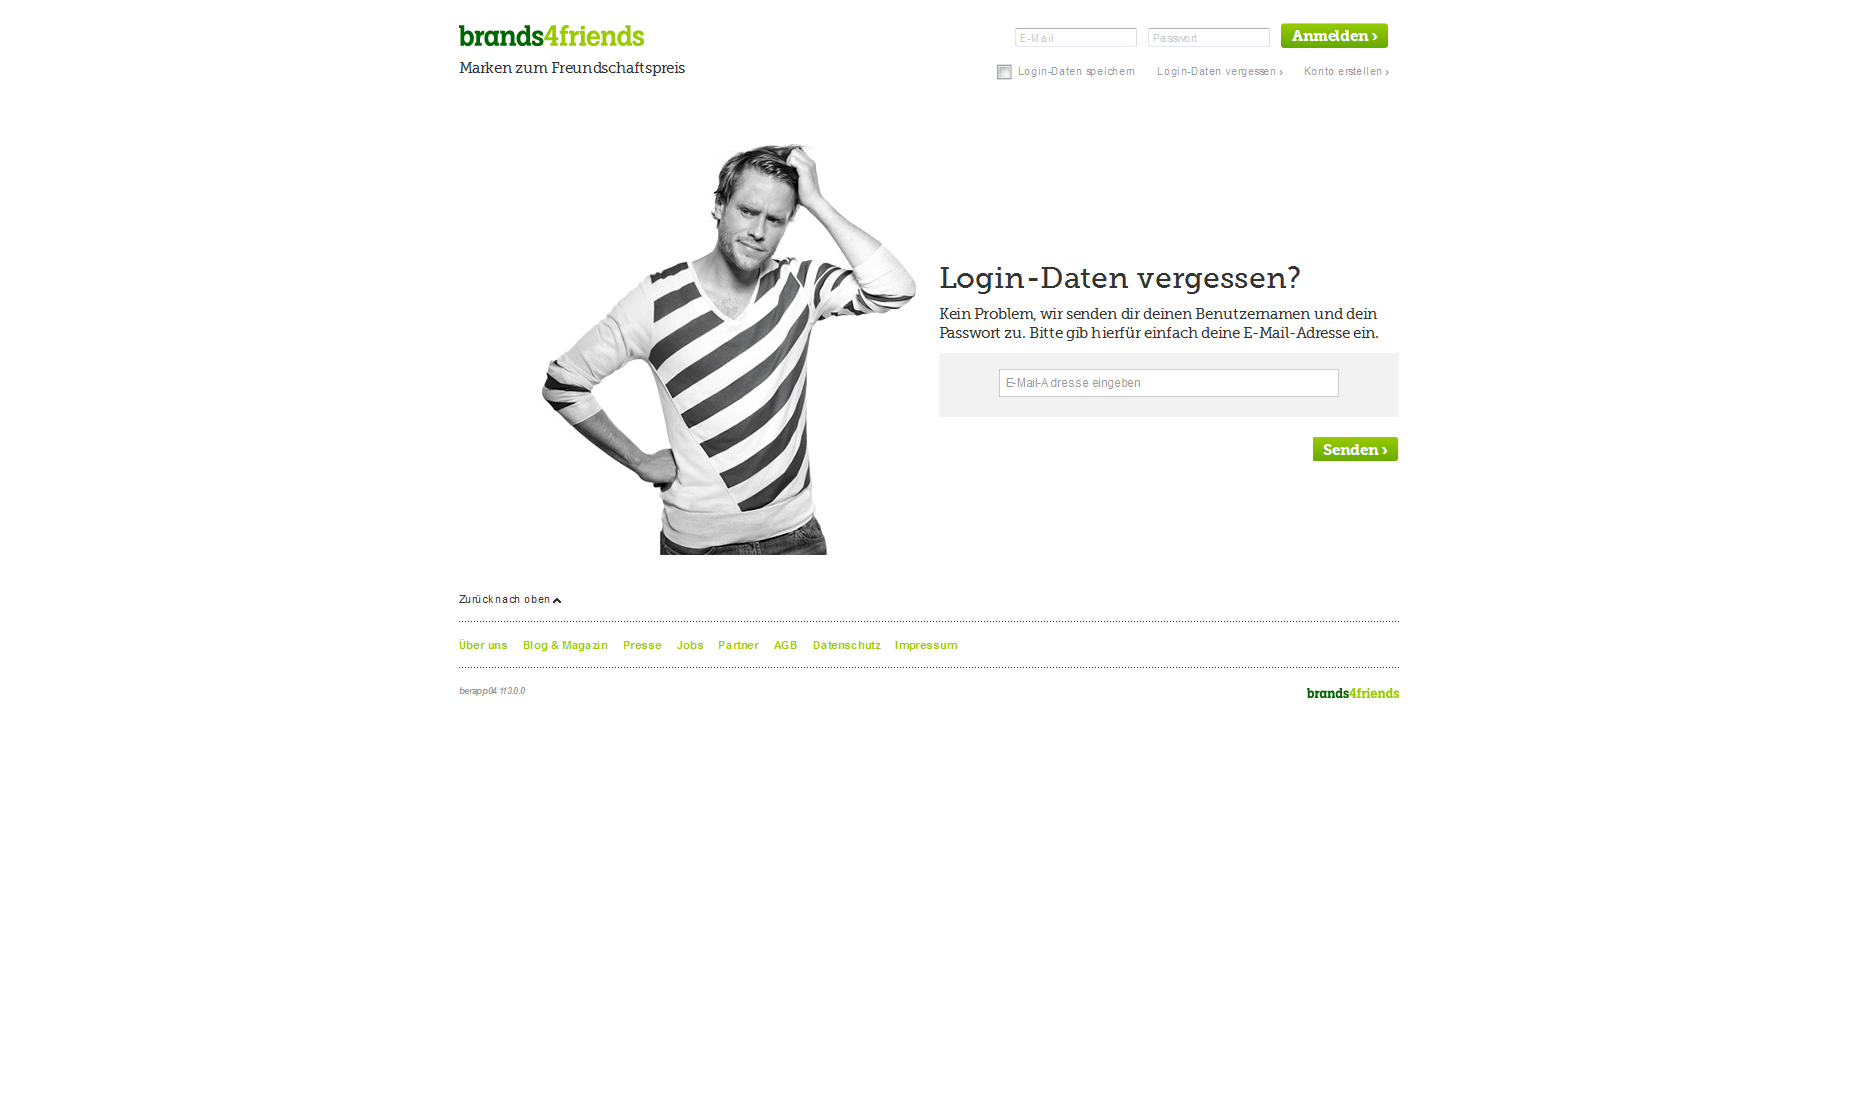 brands4friends
Marken zum Freundschaftspreis
E-Mail
Passwort
Anmelden ›
Login-Daten speichern
Login-Daten vergessen ›
Konto erstellen ›
Login-Daten vergessen?
Kein Problem, wir senden dir deinen Benutzernamen und dein
Passwort zu. Bitte gib hierfür einfach deine E-Mail-Adresse ein.
E-Mail-Adresse eingeben
Senden ›
Zurück nach oben
Über uns Blog & Magazin Presse Jobs Partner AGB Datenschutz Impressum
berapp04 113.0.0
brands4friends